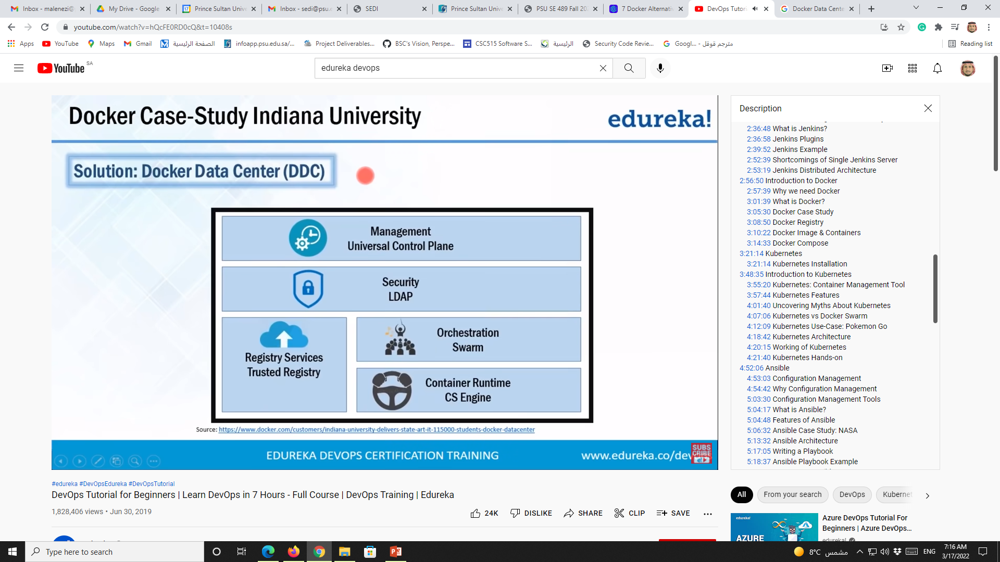 Inbox - malenezi@
My Drive - Google
Prince Sultan Unive
Inbox - sedi@psu.e
SEDI
Prince Sultan Unive
PSU SE 489 Fall 20
7 Docker Alternativ
DevOps Tutori
Docker Data Cente
youtube.com/watch?v=hQcFE0RD0cQ&t=10408s
Apps
YouTube
Maps
Gmail
الصفحة الرئيسية
infoapp.psu.edu.sa/...
Project Deliverables...
BSC's Vision, Perspe...
CSC515 Software S...
الرئيسية
Security Code Revie...
مترجم قوقل - Googl...
Reading list
YouTube SA
edureka devops
Docker Case-Study Indiana University
edureka!
Solution: Docker Data Center (DDC)
Management
Universal Control Plane
Security
LDAP
Registry Services
Trusted Registry
Orchestration
Swarm
Container Runtime
CS Engine
Source: https://www.docker.com/customers/indiana-university-delivers-state-art-it-115000-students-docker-datacenter
EDUREKA DEVOPS CERTIFICATION TRAINING
www.edureka.co/dev
SUBS
CRIBE
Description
2:36:48 What is Jenkins?
2:36:58 Jenkins Plugins
2:39:52 Jenkins Example
2:52:39 Shortcomings of Single Jenkins Server
2:53:19 Jenkins Distributed Architecture
2:56:50 Introduction to Docker
2:57:39 Why we need Docker
3:01:39 What is Docker?
3:05:30 Docker Case Study
3:08:50 Docker Registry
3:10:22 Docker Image & Containers
3:14:33 Docker Compose
3:21:14 Kubernetes
3:21:14 Kubernetes Installation
3:48:35 Introduction to Kubernetes
3:55:20 Kubernetes: Container Management Tool
3:57:44 Kubernetes Features
4:01:40 Uncovering Myths About Kubernetes
4:07:06 Kubernetes vs Docker Swarm
4:12:09 Kubernetes Use-Case: Pokemon Go
4:18:42 Kubernetes Architecture
4:20:15 Working of Kubernetes
4:21:40 Kubernetes Hands-on
4:52:06 Ansible
4:53:03 Configuration Management
4:54:42 Why Configuration Management
5:03:30 Configuration Management Tools
5:04:17 What is Ansible?
5:04:48 Features of Ansible
5:06:32 Ansible Case Study: NASA
5:13:32 Ansible Architecture
5:17:05 Writing a Playbook
5:18:37 Ansible Playbook Example
#edureka #DevOpsEdureka #DevOpsTutorial
DevOps Tutorial for Beginners | Learn DevOps in 7 Hours - Full Course | DevOps Training | Edureka
1,828,406 views • Jun 30, 2019
24K
DISLIKE
SHARE
CLIP
SAVE
All
From your search
DevOps
Kubernet
edureka!
AZURE
Azure DevOps Tutorial For
Beginners | Azure DevOps...
edureka!
Type here to search
8°C مشمس
ENG
7:16 AM
3/17/2022